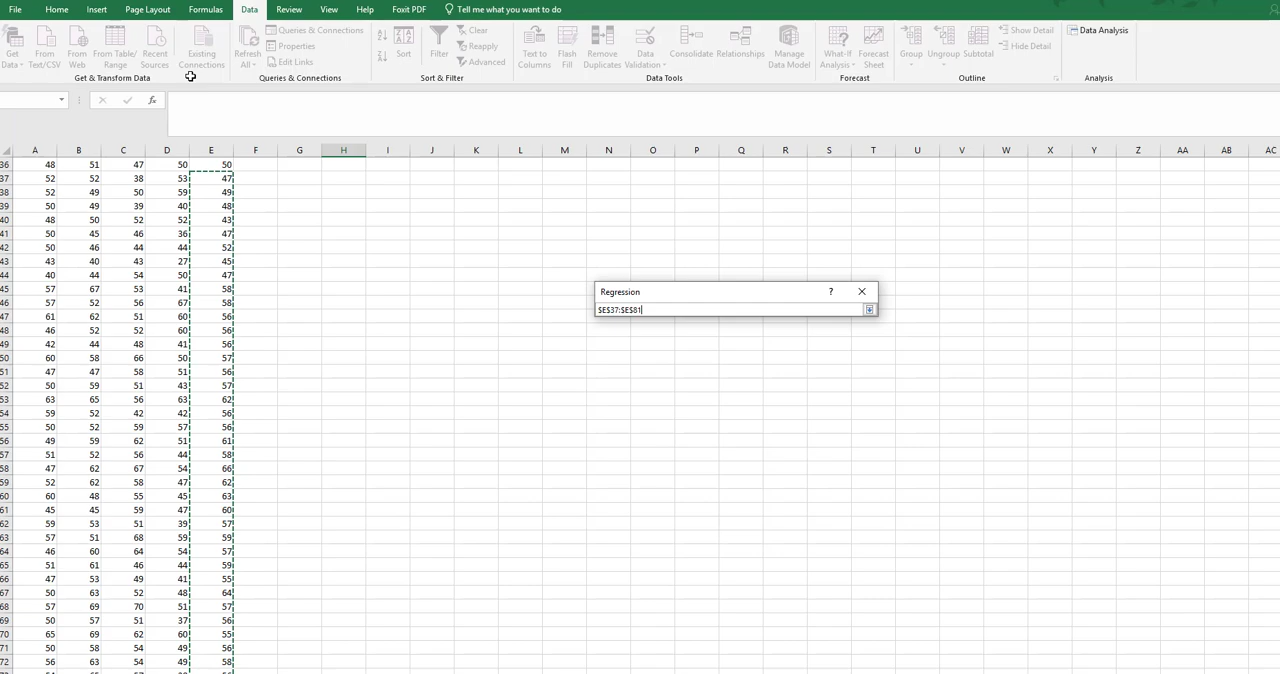 File Home Insert Page Layout Formulas Data Review View Help Foxit PDF Tell me what you want to do
Get Data From Text/CSV From Web From Table/ Range Recent Sources Existing Connections Refresh All Queries & Connections Properties Edit Links Sort Filter Clear Reapply Advanced Text to Columns Flash Fill Remove Duplicates Data Validation Consolidate Relationships Manage Data Model What-If Analysis Forecast Sheet Group Ungroup Subtotal Show Detail Hide Detail Data Analysis
Get & Transform Data Queries & Connections Sort & Filter Data Tools Forecast Outline Analysis
fx
A B C D E F G H I J K L M N O P Q R S T U V W X Y Z AA AB AC
36 48 51 47 50 50
37 52 52 38 53 47
38 52 49 50 59 49
39 50 49 39 40 48
40 48 50 52 52 43
41 50 45 46 36 47
42 50 46 44 44 52
43 43 40 43 27 45
44 40 44 54 50 47
45 57 67 53 41 58
46 57 52 56 67 58
47 61 62 51 60 56
48 46 52 52 60 56
49 42 44 48 41 56
50 60 58 66 50 57
51 47 47 58 51 56
52 50 59 51 43 57
53 63 65 56 63 62
54 59 52 42 42 56
55 50 52 59 57 56
56 49 59 62 51 61
57 51 52 56 44 58
58 47 62 67 54 66
59 52 62 58 47 62
60 60 48 55 45 63
61 45 45 59 47 60
62 59 53 51 39 57
63 57 51 68 59 59
64 46 60 64 54 57
65 51 61 46 44 59
66 47 53 49 41 55
67 50 63 52 48 64
68 57 69 70 51 57
69 50 57 51 37 56
70 65 69 62 60 55
71 50 58 54 49 56
72 56 63 54 49 58
Regression ?
$E$37:$E$81